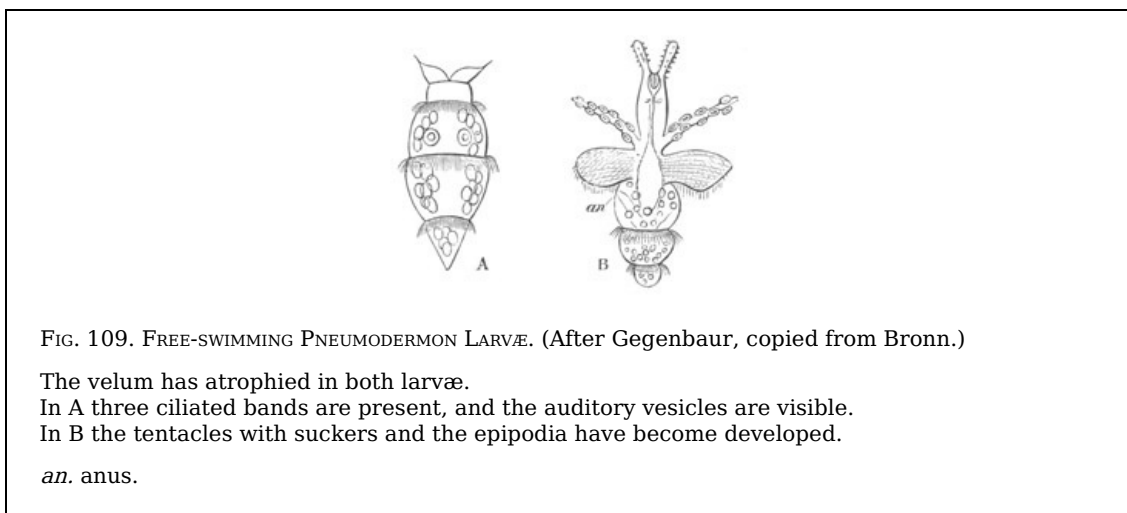 an
A
B
FIG. 109. FREE-SWIMMING PNEUMODERMON LARVÆ. (After Gegenbaur, copied from Bronn.)
The velum has atrophied in both larvæ.
In A three ciliated bands are present, and the auditory vesicles are visible.
In B the tentacles with suckers and the epipodia have become developed.
an. anus.